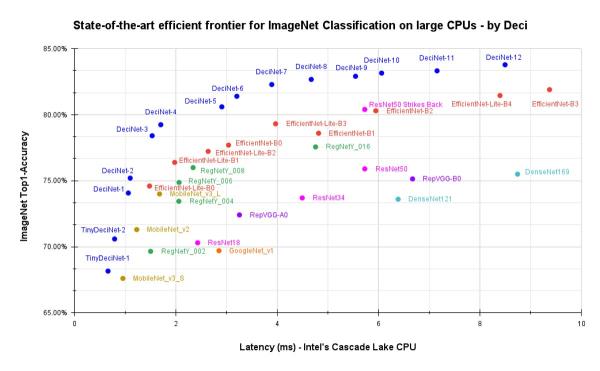 State-of-the-art efficient frontier for ImageNet Classification on large CPUs - by Deci
85.00%
DeciNet-12
DeciNet-11
DeciNet-10
DeciNet-9
DeciNet-8
DeciNet-7
DeciNet-6
EfficientNet-B3
EfficientNet-Lite-B4
DeciNet-5
ResNet50 Strikes Back
EfficientNet-B2
80.00%
DeciNet-4
EfficientNet-Lite-B3
DeciNet-3
EfficientNet-B1
EfficientNet-B0
RegNetY_016
EfficientNet-Lite-B2
EfficientNet-Lite-B1
RegNetY_008
ResNet50
DeciNet-2
DenseNet169
RepVGG-B0
75.00%
RegNetY_006
EfficientNet-Lite-B0
DeciNet-1
MobileNet_v3_L
ResNet34
DenseNet121
RegNetY_004
RepVGG-A0
MobileNet_v2
TinyDeciNet-2
ResNet18
70.00%
RegNetY_002
GoogleNet_v1
TinyDeciNet-1
MobileNet_v3_S
65.00%
0 2 4 6 8 10
ImageNet Top1-Accuracy
Latency (ms) - Intel's Cascade Lake CPU